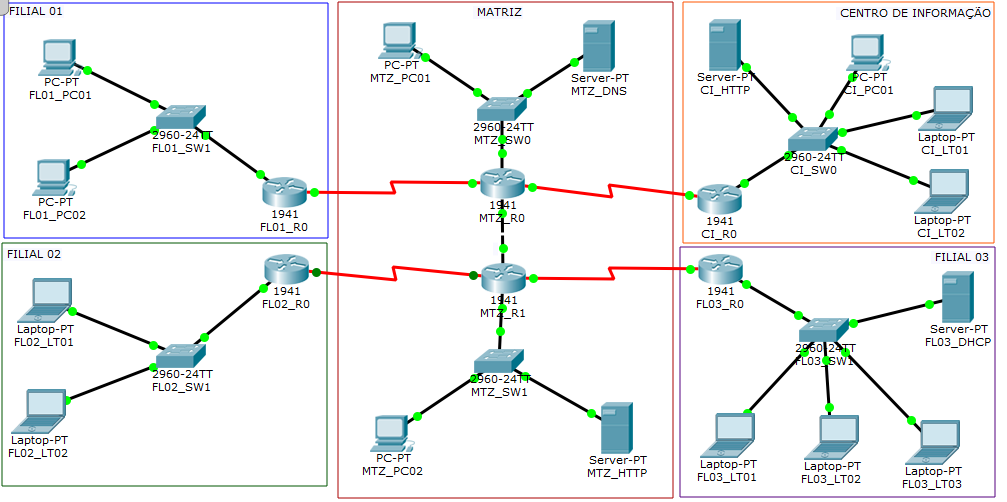 FILIAL 01
PC-PT
FL01_PC01
2960-24TT
FL01_SW1
PC-PT
FL01_PC02
1941
FL01_R0
MATRIZ
PC-PT
MTZ_PC01
Server-PT
MTZ_DNS
2960-24TT
MTZ_SW0
1941
MTZ_R0
CENTRO DE INFORMAÇÃO
Server-PT
CI_HTTP
PC-PT
CI_PC01
Laptop-PT
CI_LT01
2960-24TT
CI_SW0
Laptop-PT
CI_LT02
1941
CI_R0
FILIAL 02
1941
FL02_R0
Laptop-PT
FL02_LT01
2960-24TT
FL02_SW1
Laptop-PT
FL02_LT02
1941
MTZ_R1
2960-24TT
MTZ_SW1
PC-PT
MTZ_PC02
Server-PT
MTZ_HTTP
FILIAL 03
1941
FL03_R0
Server-PT
FL03_DHCP
2960-24TT
FL03_SW1
Laptop-PT
FL03_LT01
Laptop-PT
FL03_LT02
Laptop-PT
FL03_LT03